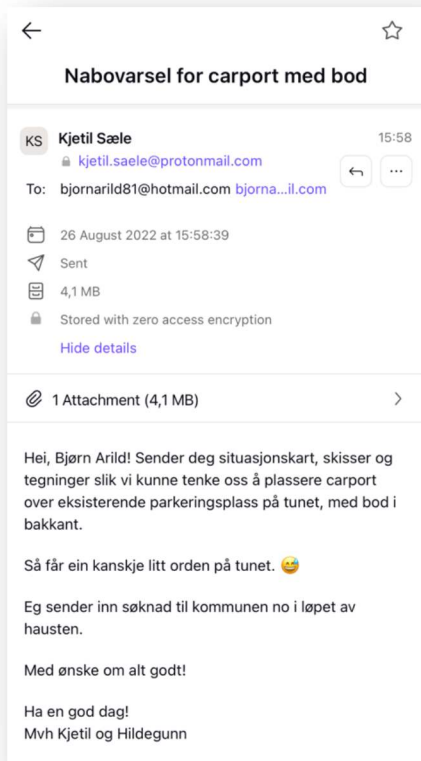 Nabovarsel for carport med bod
KS
Kjetil Sæle
15:58
kjetil.saele@protonmail.com
To: bjornarild81@hotmail.com bjorna...il.com
26 August 2022 at 15:58:39
Sent
4,1 MB
Stored with zero access encryption
Hide details
1 Attachment (4,1 MB)
Hei, Bjørn Arild! Sender deg situasjonskart, skisser og
tegninger slik vi kunne tenke oss å plassere carport
over eksisterende parkeringsplass på tunet, med bod i
bakkant.
Så får ein kanskje litt orden på tunet. 😅
Eg sender inn søknad til kommunen no i løpet av
hausten.
Med ønske om alt godt!
Ha en god dag!
Mvh Kjetil og Hildegunn